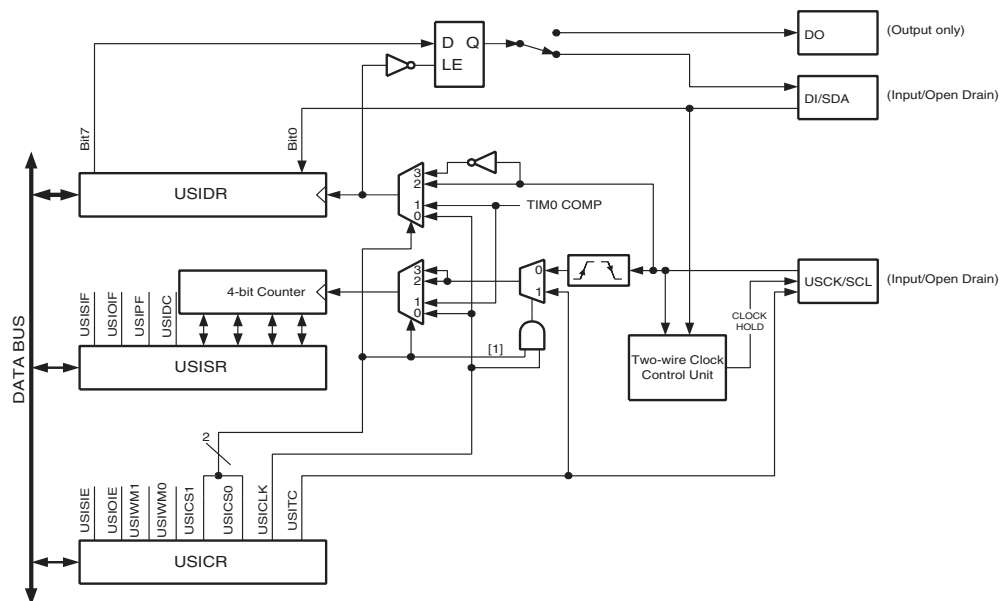 D Q
LE
DO
(Output only)
DI/SDA
(Input/Open Drain)
Bit7
Bit0
USIDR
3
2
1
0
TIM0 COMP
3
2
1
0
0
1
USCK/SCL
(Input/Open Drain)
4-bit Counter
USISIF
USIOIF
USIPF
USIDC
USISR
[1]
CLOCK
HOLD
Two-wire Clock
Control Unit
DATA BUS
2
USISIE
USIOIE
USIWM1
USIWM0
USICS1
USICS0
USICLK
USITC
USICR